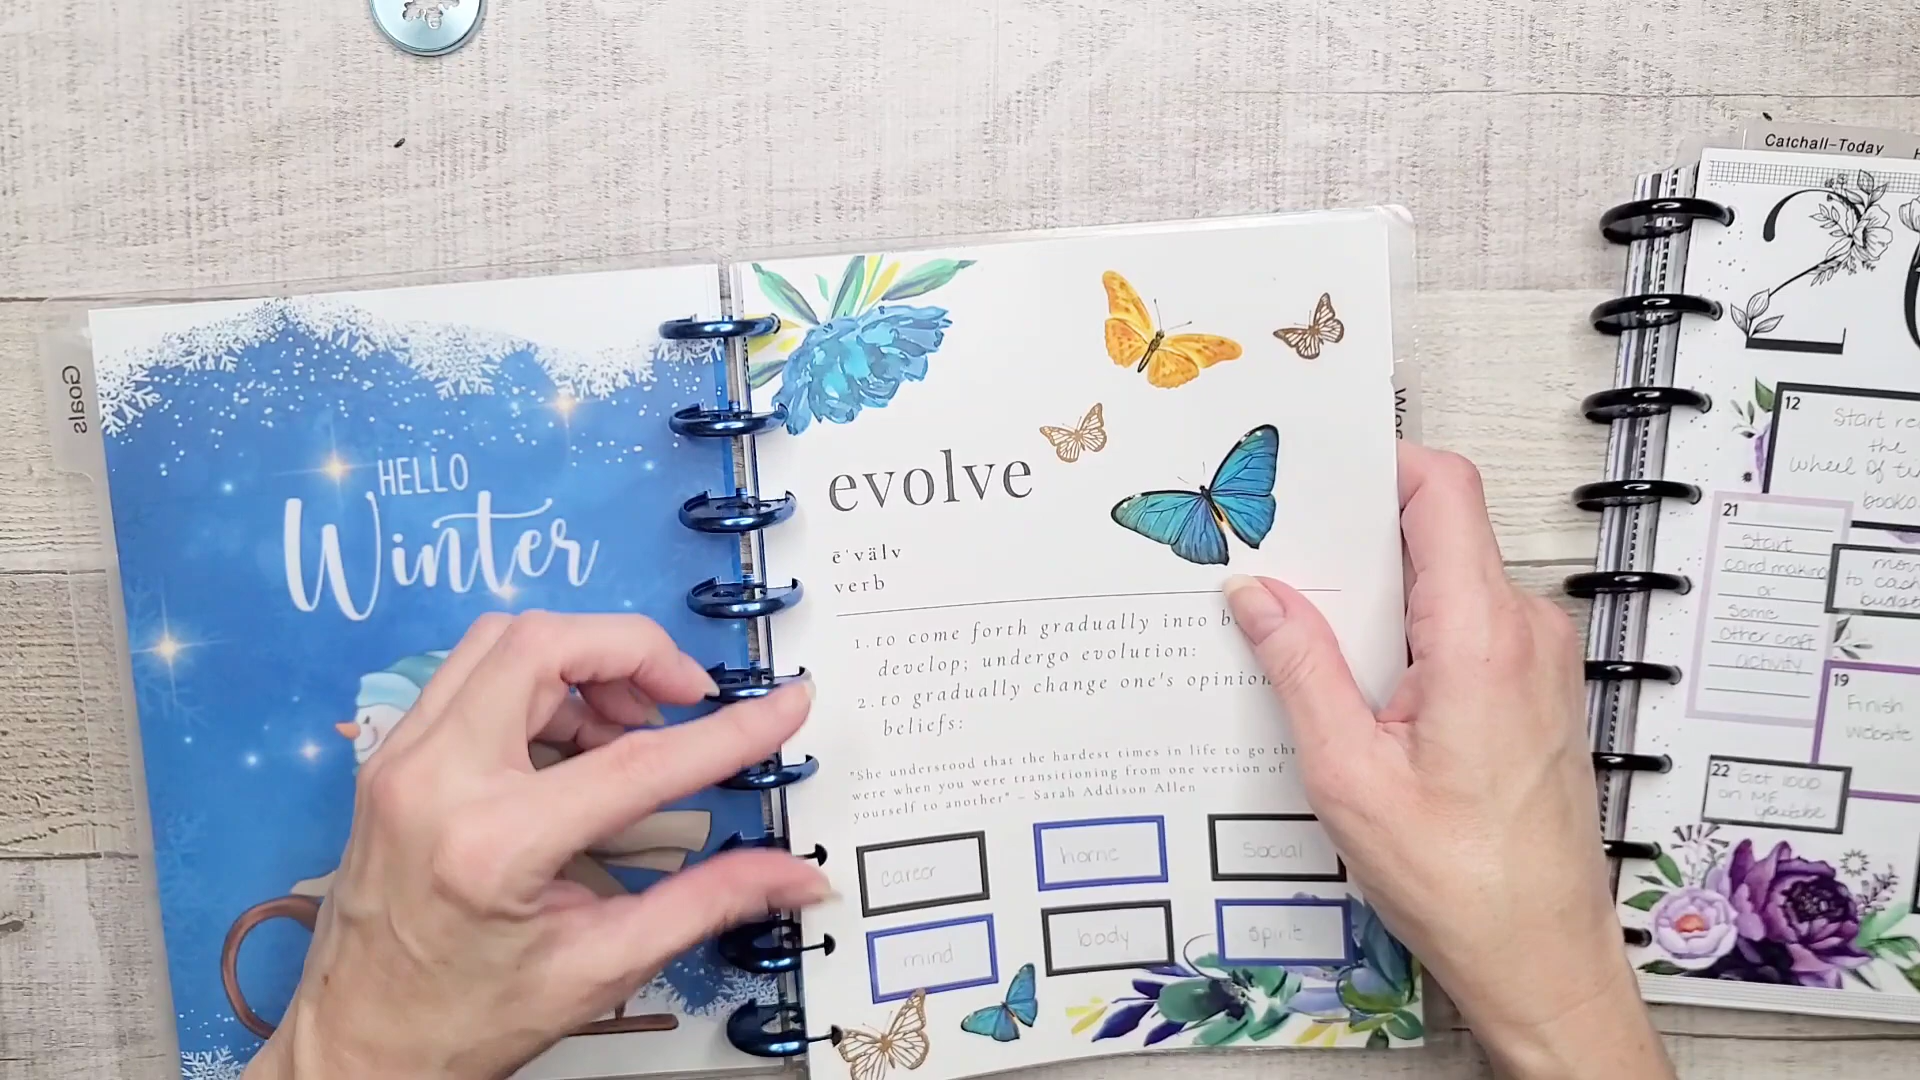 Goals
HELLO
Winter
evolve
ē'välv
verb
1. to come forth gradually into
develop; undergo evolution:
2. to gradually change one's opinion
beliefs:
"She understood that the hardest times in life to go
were when you were transitioning from one version of
yourself to another" – Sarah Addison Allen
career
home
social
mind
body
spirit
Catchall-Today
2
12
Start
the
wheel of
books
21
start
card making
or
some
other craft
activity
to cash
budget
19
Finish
website
22 Get 1000
on MF
youtube